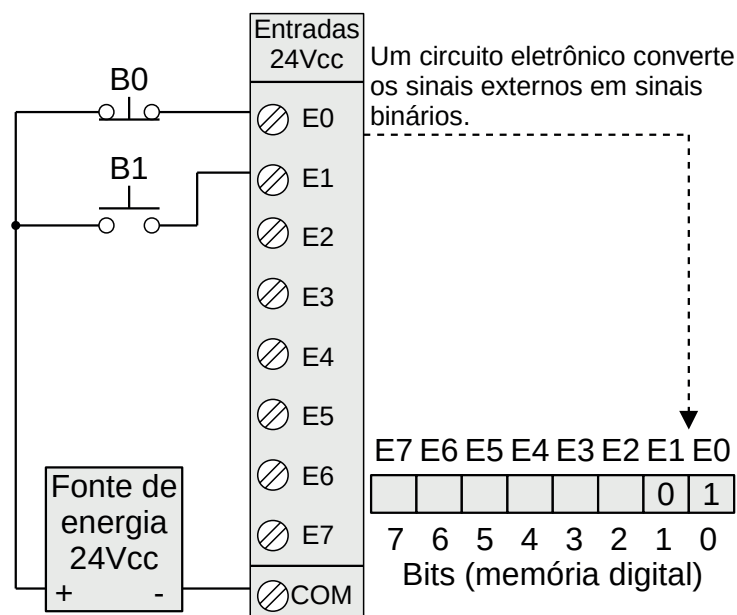 Entradas
24Vcc
Um circuito eletrônico converte
os sinais externos em sinais
binários.
B0
E0
B1
E1
E2
E3
E4
E5
E6
E7
COM
Fonte de
energia
24Vcc
+ -
E7 E6 E5 E4 E3 E2 E1 E0
0 1
7 6 5 4 3 2 1 0
Bits (memória digital)